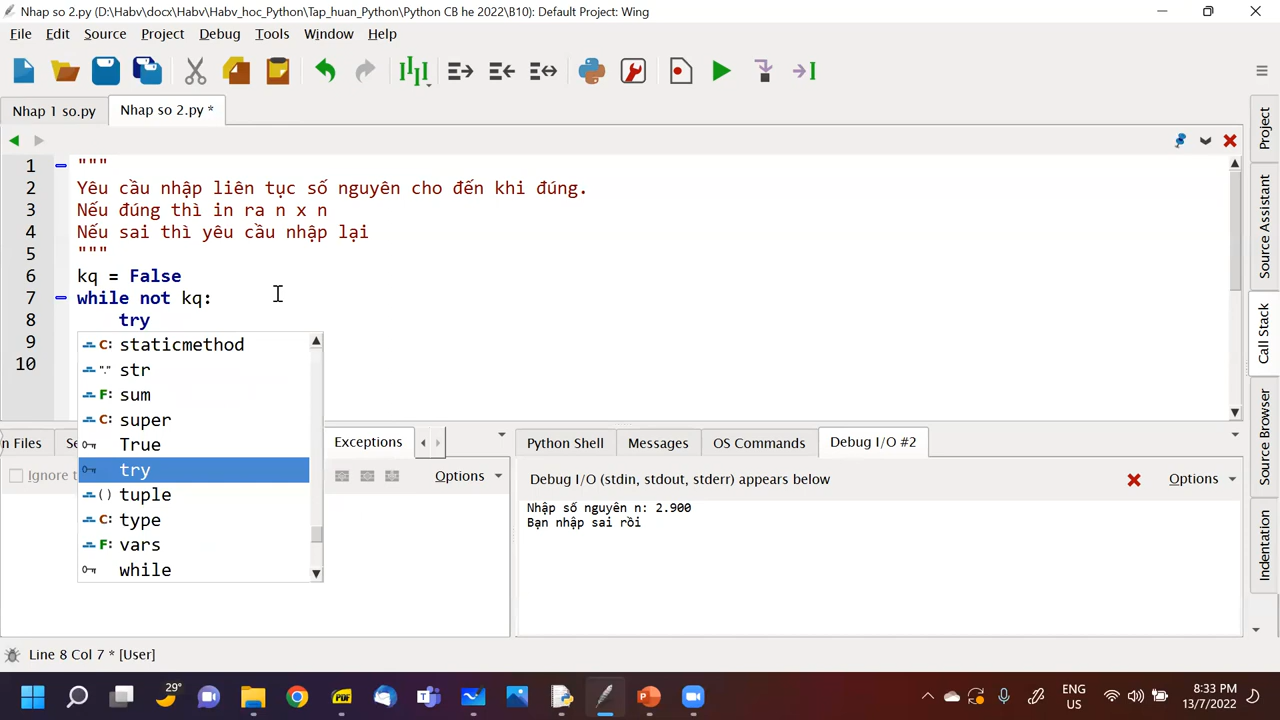 Nhap so 2.py (D:\Habv\docx\Habv\Habv_hoc_Python\Tap_huan_Python\Python CB he 2022\B10): Default Project: Wing
File Edit Source Project Debug Tools Window Help
Nhap 1 so.py Nhap so 2.py *
1 """
2 Yêu cầu nhập liên tục số nguyên cho đến khi đúng.
3 Nếu đúng thì in ra n x n
4 Nếu sai thì yêu cầu nhập lại
5 """
6 kq = False
7 while not kq:
8 try
9
10
C: staticmethod
"." str
F: sum
C: super
True
try
() tuple
C: type
F: vars
while
Project
Source Assistant
Call Stack
Source Browser
Indentation
n Files Se Exceptions
Ignore t Options
Python Shell Messages OS Commands Debug I/O #2
Debug I/O (stdin, stdout, stderr) appears below Options
Nhập số nguyên n: 2.900
Bạn nhập sai rồi
Line 8 Col 7 * [User]
29°
PDF
ENG
US
8:33 PM
13/7/2022